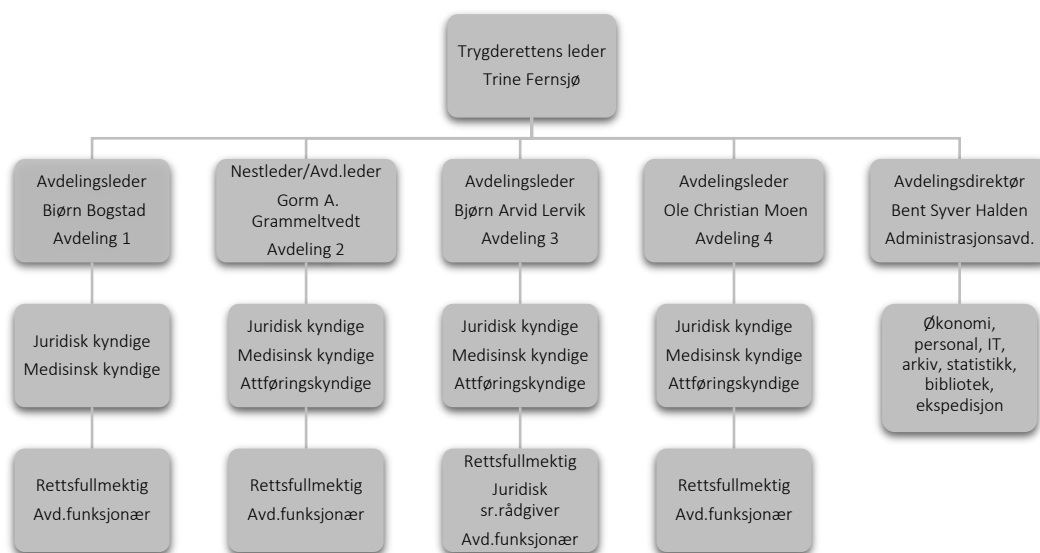 Trygderettens leder
Trine Fernsjø
Avdelingsleder
Biørn Bogstad
Avdeling 1
Nestleder/Avd.leder
Gorm A.
Grammeltvedt
Avdeling 2
Avdelingsleder
Bjørn Arvid Lervik
Avdeling 3
Avdelingsleder
Ole Christian Moen
Avdeling 4
Avdelingsdirektør
Bent Syver Halden
Administrasjonsavd.
Juridisk kyndige
Medisinsk kyndige
Juridisk kyndige
Medisinsk kyndige
Attføringskyndige
Juridisk kyndige
Medisinsk kyndige
Attføringskyndige
Juridisk kyndige
Medisinsk kyndige
Attføringskyndige
Økonomi,
personal, IT,
arkiv, statistikk,
bibliotek,
ekspedisjon
Rettsfullmektig
Avd.funksjonær
Rettsfullmektig
Avd.funksjonær
Rettsfullmektig
Juridisk
sr.rådgiver
Avd.funksjonær
Rettsfullmektig
Avd.funksjonær